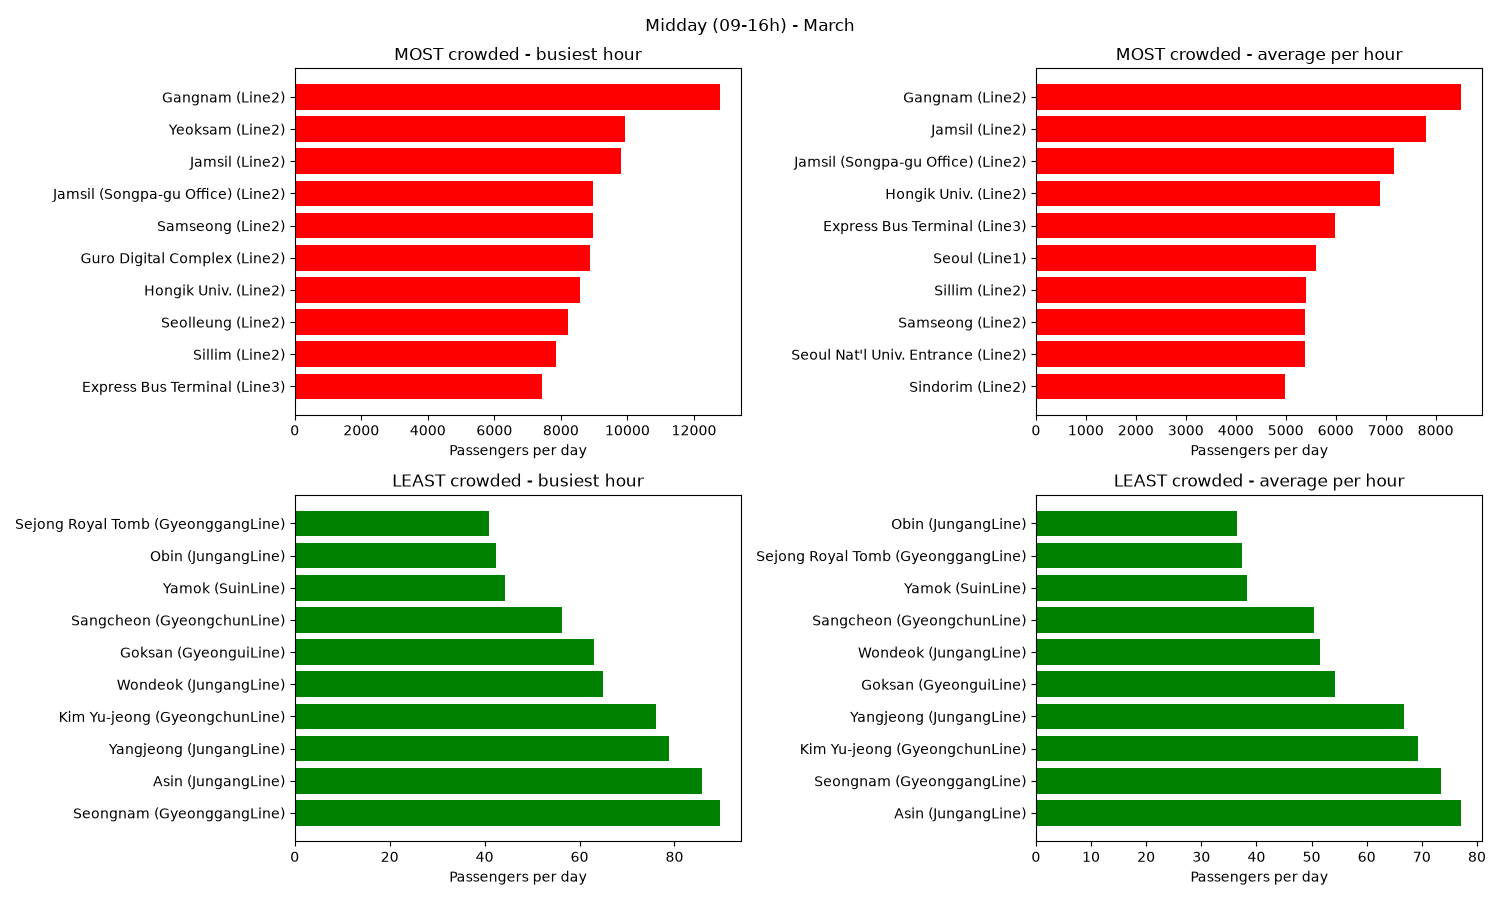 Midday (09-16h) - March
MOST crowded - busiest hour
Gangnam (Line2)
Yeoksam (Line2)
Jamsil (Line2)
Jamsil (Songpa-gu Office) (Line2)
Samseong (Line2)
Guro Digital Complex (Line2)
Hongik Univ. (Line2)
Seolleung (Line2)
Sillim (Line2)
Express Bus Terminal (Line3)
0 2000 4000 6000 8000 10000 12000
Passengers per day
MOST crowded - average per hour
Gangnam (Line2)
Jamsil (Line2)
Jamsil (Songpa-gu Office) (Line2)
Hongik Univ. (Line2)
Express Bus Terminal (Line3)
Seoul (Line1)
Sillim (Line2)
Samseong (Line2)
Seoul Nat'l Univ. Entrance (Line2)
Sindorim (Line2)
0 1000 2000 3000 4000 5000 6000 7000 8000
Passengers per day
LEAST crowded - busiest hour
Sejong Royal Tomb (GyeonggangLine)
Obin (JungangLine)
Yamok (SuinLine)
Sangcheon (GyeongchunLine)
Goksan (GyeonguiLine)
Wondeok (JungangLine)
Kim Yu-jeong (GyeongchunLine)
Yangjeong (JungangLine)
Asin (JungangLine)
Seongnam (GyeonggangLine)
0 20 40 60 80
Passengers per day
LEAST crowded - average per hour
Obin (JungangLine)
Sejong Royal Tomb (GyeonggangLine)
Yamok (SuinLine)
Sangcheon (GyeongchunLine)
Wondeok (JungangLine)
Goksan (GyeonguiLine)
Yangjeong (JungangLine)
Kim Yu-jeong (GyeongchunLine)
Seongnam (GyeonggangLine)
Asin (JungangLine)
0 10 20 30 40 50 60 70 80
Passengers per day